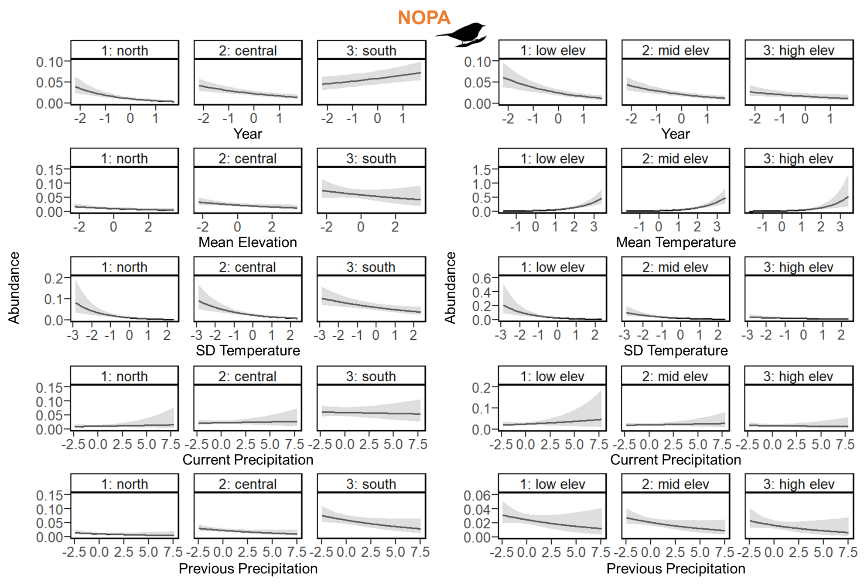 NOPA
1: north 2: central 3: south
0.10
0.05
0.00
-2 -1 0 1 -2 -1 0 1 -2 -1 0 1
Year
1: low elev 2: mid elev 3: high elev
0.10
0.05
0.00
-2 -1 0 1 -2 -1 0 1 -2 -1 0 1
Year
1: north 2: central 3: south
0.15
0.10
0.05
0.00
-2 0 2 -2 0 2 -2 0 2
Mean Elevation
1: low elev 2: mid elev 3: high elev
1.5
1.0
0.5
0.0
-1 0 1 2 3 -1 0 1 2 3 -1 0 1 2 3
Mean Temperature
Abundance
1: north 2: central 3: south
0.2
0.1
0.0
-3 -2 -1 0 1 2 -3 -2 -1 0 1 2 -3 -2 -1 0 1 2
SD Temperature
Abundance
1: low elev 2: mid elev 3: high elev
0.6
0.4
0.2
0.0
-3 -2 -1 0 1 2 -3 -2 -1 0 1 2 -3 -2 -1 0 1 2
SD Temperature
1: north 2: central 3: south
0.15
0.10
0.05
0.00
-2.5 0.0 2.5 5.0 7.5 -2.5 0.0 2.5 5.0 7.5 -2.5 0.0 2.5 5.0 7.5
Current Precipitation
1: low elev 2: mid elev 3: high elev
0.2
0.1
0.0
-2.5 0.0 2.5 5.0 7.5 -2.5 0.0 2.5 5.0 7.5 -2.5 0.0 2.5 5.0 7.5
Current Precipitation
1: north 2: central 3: south
0.15
0.10
0.05
0.00
-2.5 0.0 2.5 5.0 7.5 -2.5 0.0 2.5 5.0 7.5 -2.5 0.0 2.5 5.0 7.5
Previous Precipitation
1: low elev 2: mid elev 3: high elev
0.06
0.04
0.02
0.00
-2.5 0.0 2.5 5.0 7.5 -2.5 0.0 2.5 5.0 7.5 -2.5 0.0 2.5 5.0 7.5
Previous Precipitation